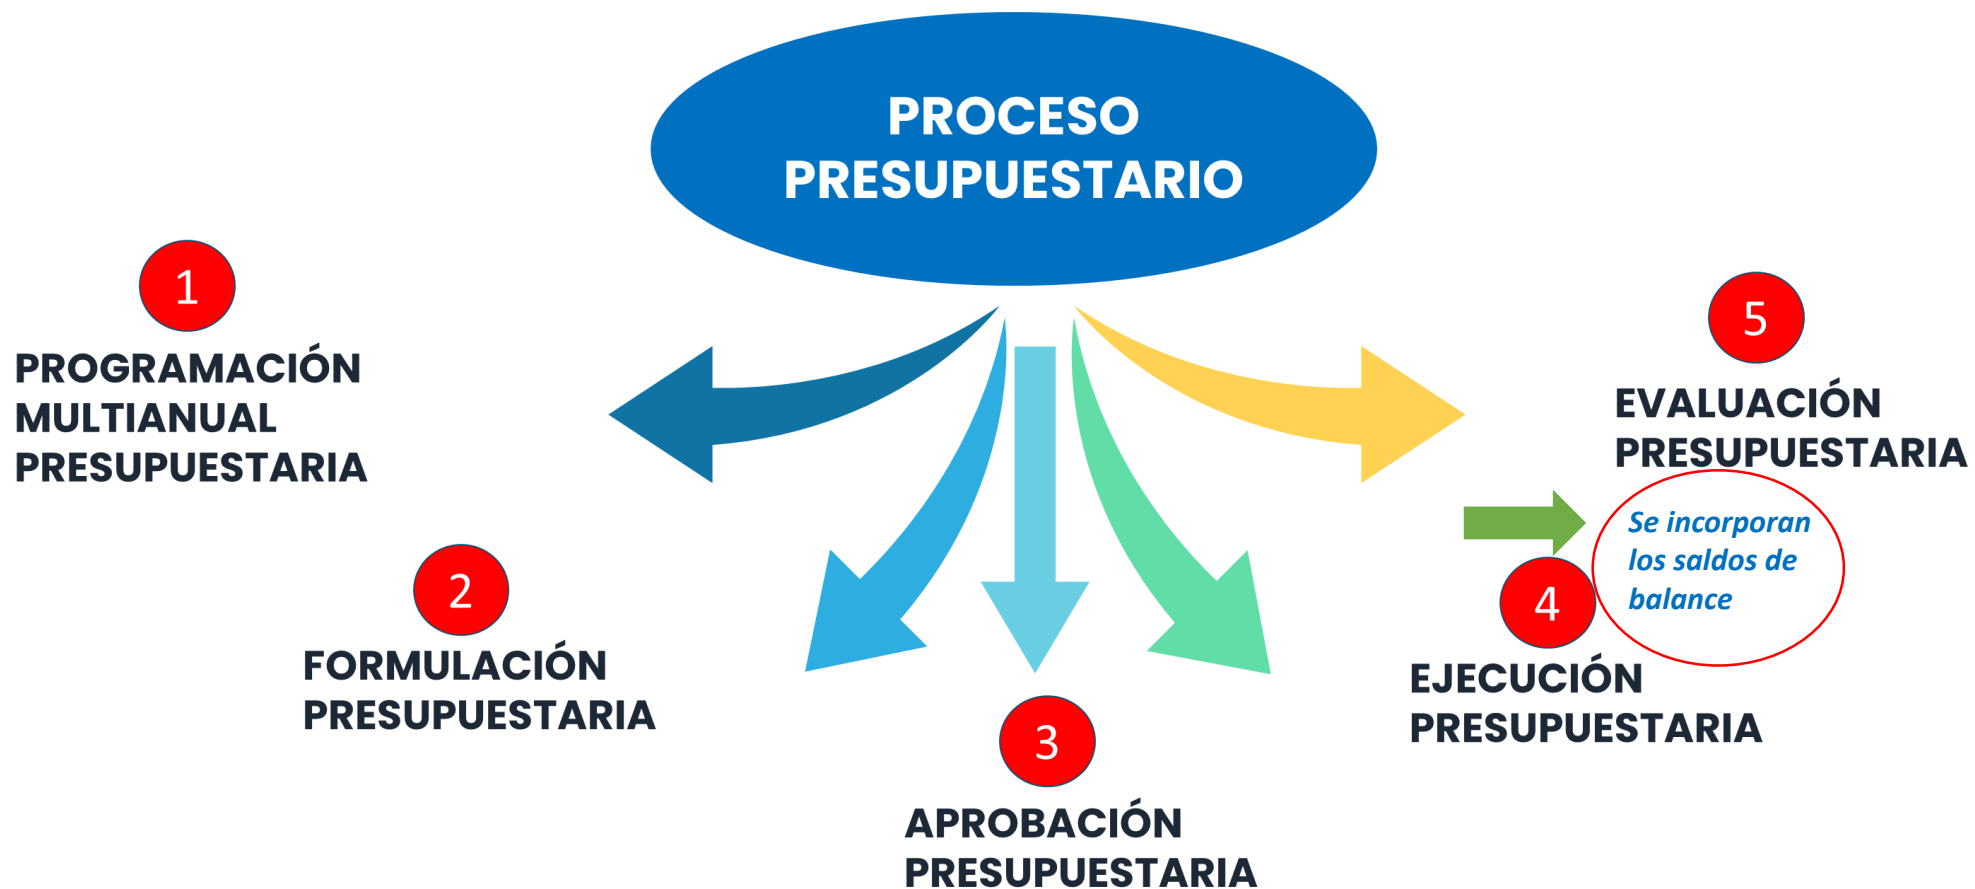 PROCESO
PRESUPUESTARIO
1
PROGRAMACIÓN
MULTIANUAL
PRESUPUESTARIA
2
FORMULACIÓN
PRESUPUESTARIA
3
APROBACIÓN
PRESUPUESTARIA
4
EJECUCIÓN
PRESUPUESTARIA
Se incorporan
los saldos de
balance
5
EVALUACIÓN
PRESUPUESTARIA